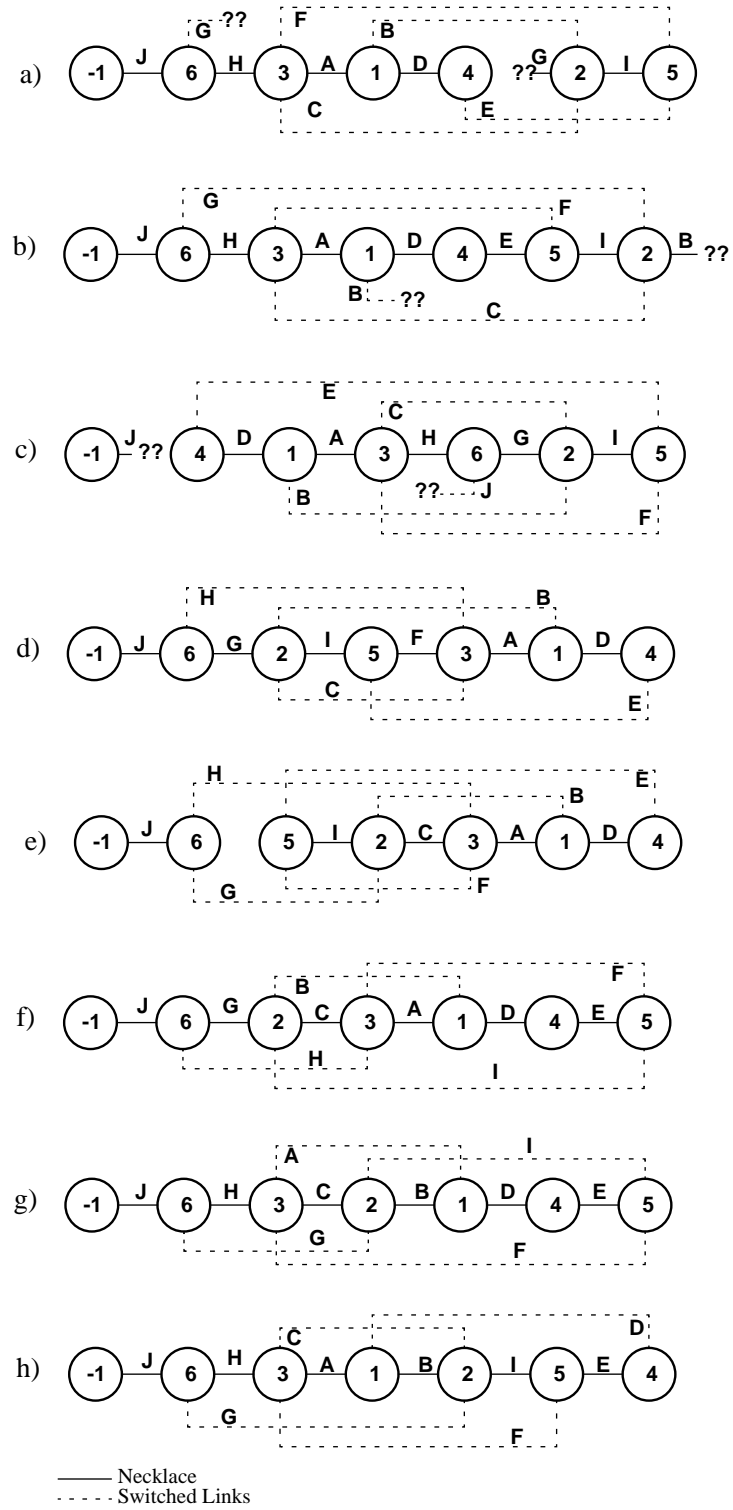 G ?? F B
J H A D ?? G I
a) -1 6 3 1 4 2 5
C E
G F
J H A D E I B
b) -1 6 3 1 4 5 2 ??
B ?? C
E C
J D A H G I
c) -1 ?? 4 1 3 6 2 5
B ?? J F
H B
J G I F A D
d) -1 6 2 5 3 1 4
C E
H B E
J I C A D
e) -1 6 5 2 3 1 4
G F
B F
J G C A D E
f) -1 6 2 3 1 4 5
H I
A I
J H C B D E
g) -1 6 3 2 1 4 5
G F
C D
J H A B I E
h) -1 6 3 1 2 5 4
G F
Necklace
Switched Links